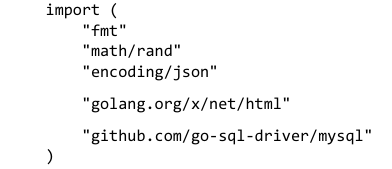 import (
"fmt"
"math/rand"
"encoding/json"
"golang.org/x/net/html"
"github.com/go-sql-driver/mysql"
)